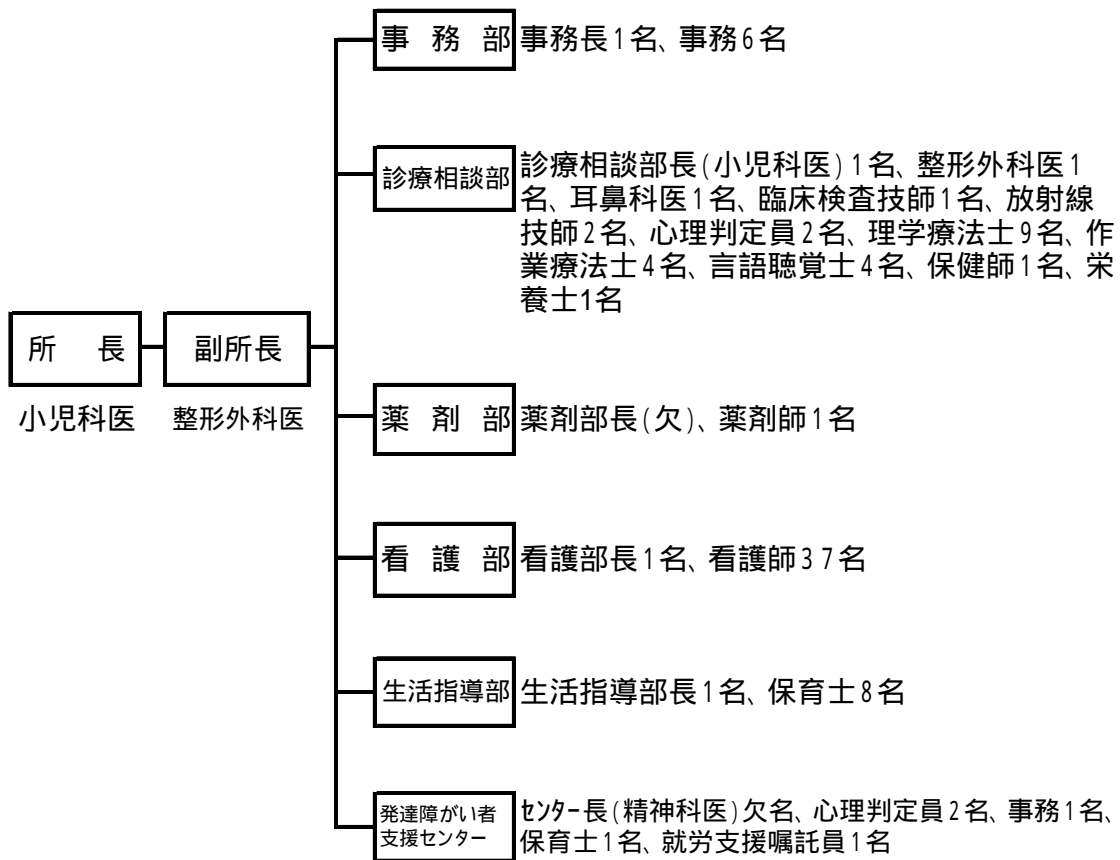 事 務 部
事務長1名、事務6名
診療相談部
診療相談部長(小児科医)1名、整形外科医1
名、耳鼻科医1名、臨床検査技師1名、放射線
技師2名、心理判定員2名、理学療法士9名、作
業療法士4名、言語聴覚士4名、保健師1名、栄
養士1名
所 長
副所長
小児科医
整形外科医
薬 剤 部
薬剤部長(欠)、薬剤師1名
看 護 部
看護部長1名、看護師37名
生活指導部
生活指導部長1名、保育士8名
発達障がい者
支援センター
ｾﾝﾀｰ長(精神科医)欠名、心理判定員2名、事務1名、
保育士1名、就労支援嘱託員1名